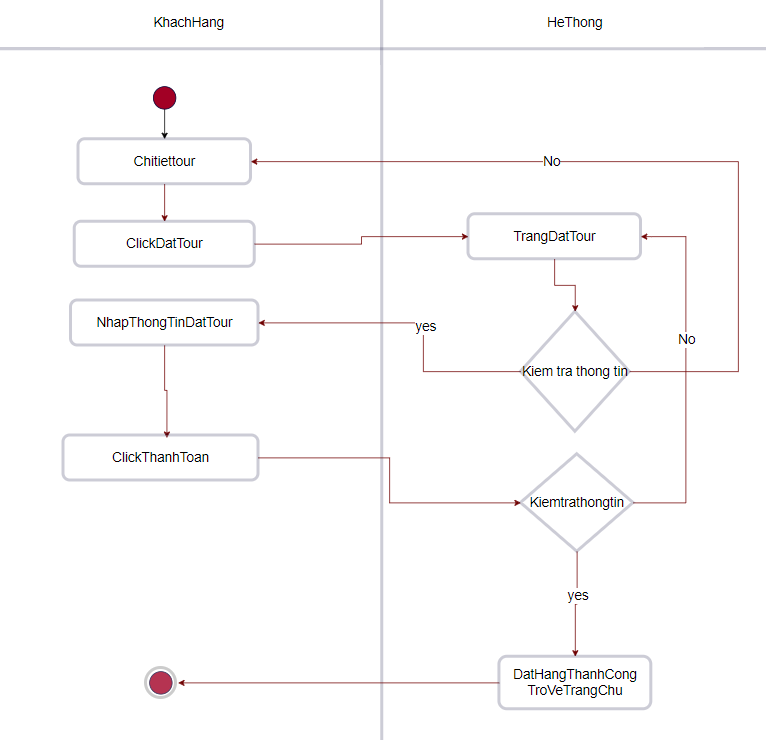 KhachHang
HeThong
Chitiettour
No
ClickDatTour
TrangDatTour
NhapThongTinDatTour
yes
No
Kiem tra thong tin
ClickThanhToan
Kiemtrathongtin
yes
DatHangThanhCong
TroVeTrangChu